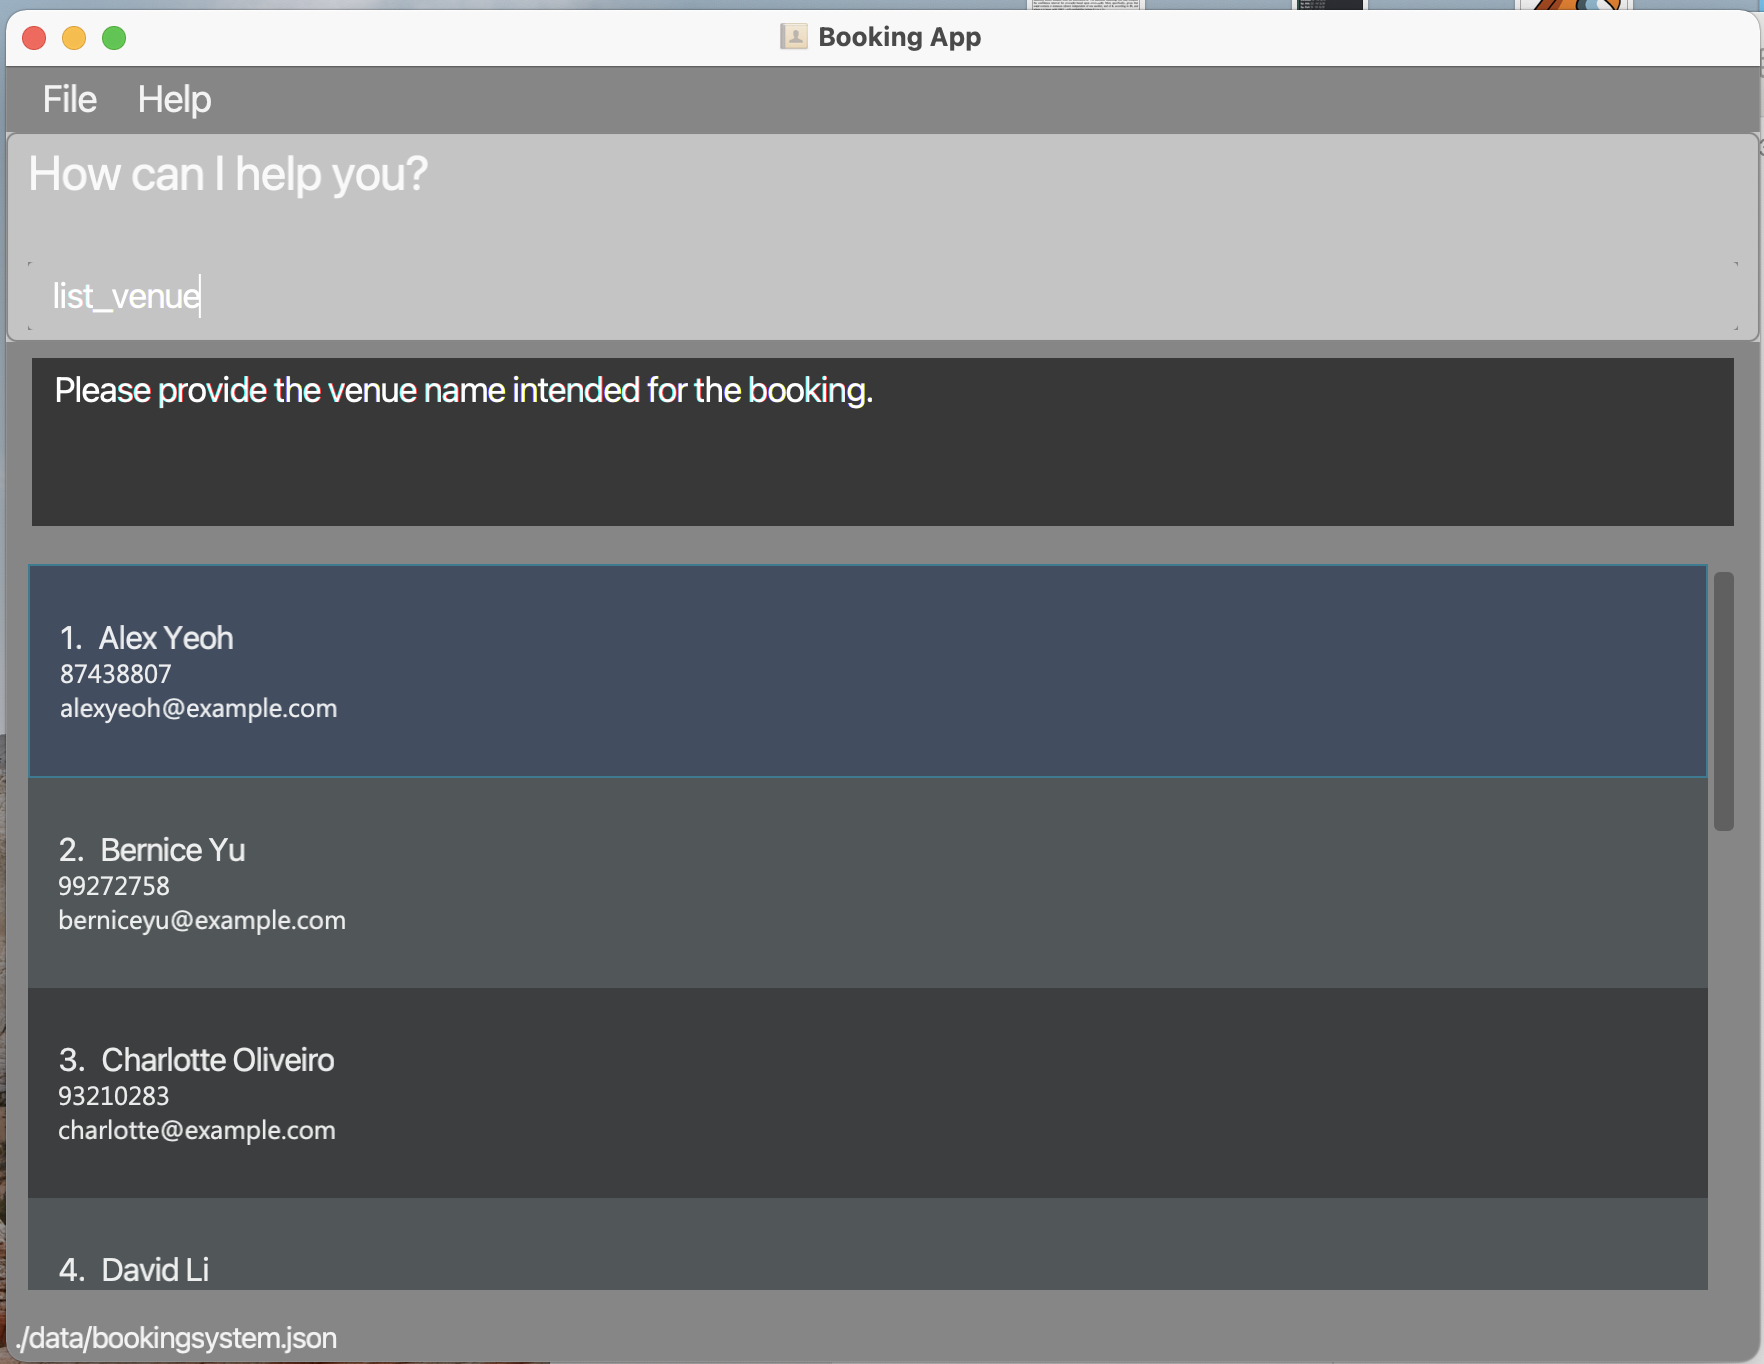 Booking App
File Help
How can I help you?
list_venue
Please provide the venue name intended for the booking.
1. Alex Yeoh
87438807
alexyeoh@example.com
2. Bernice Yu
99272758
berniceyu@example.com
3. Charlotte Oliveiro
93210283
charlotte@example.com
4. David Li
./data/bookingsystem.json